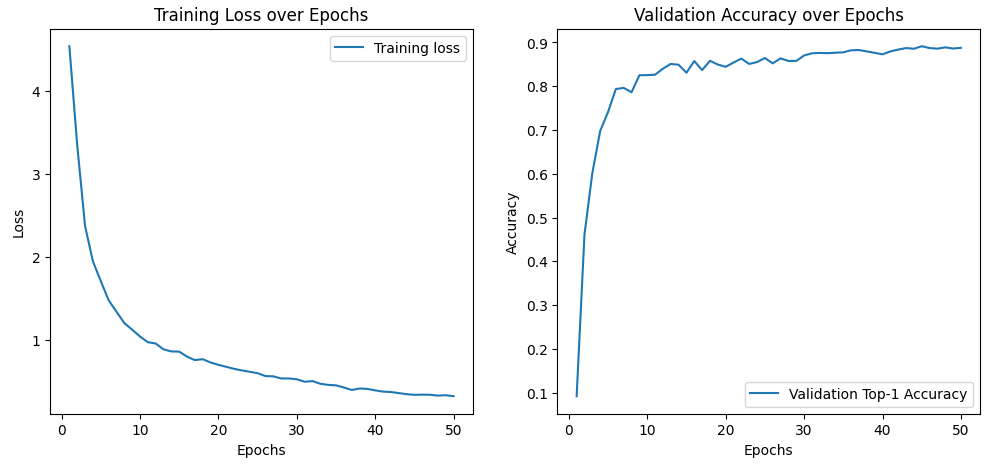 Training Loss over Epochs
Training loss
4
3
2
1
Loss
0 10 20 30 40 50
Epochs
Validation Accuracy over Epochs
0.9
0.8
0.7
0.6
0.5
0.4
0.3
0.2
0.1
Accuracy
Validation Top-1 Accuracy
0 10 20 30 40 50
Epochs